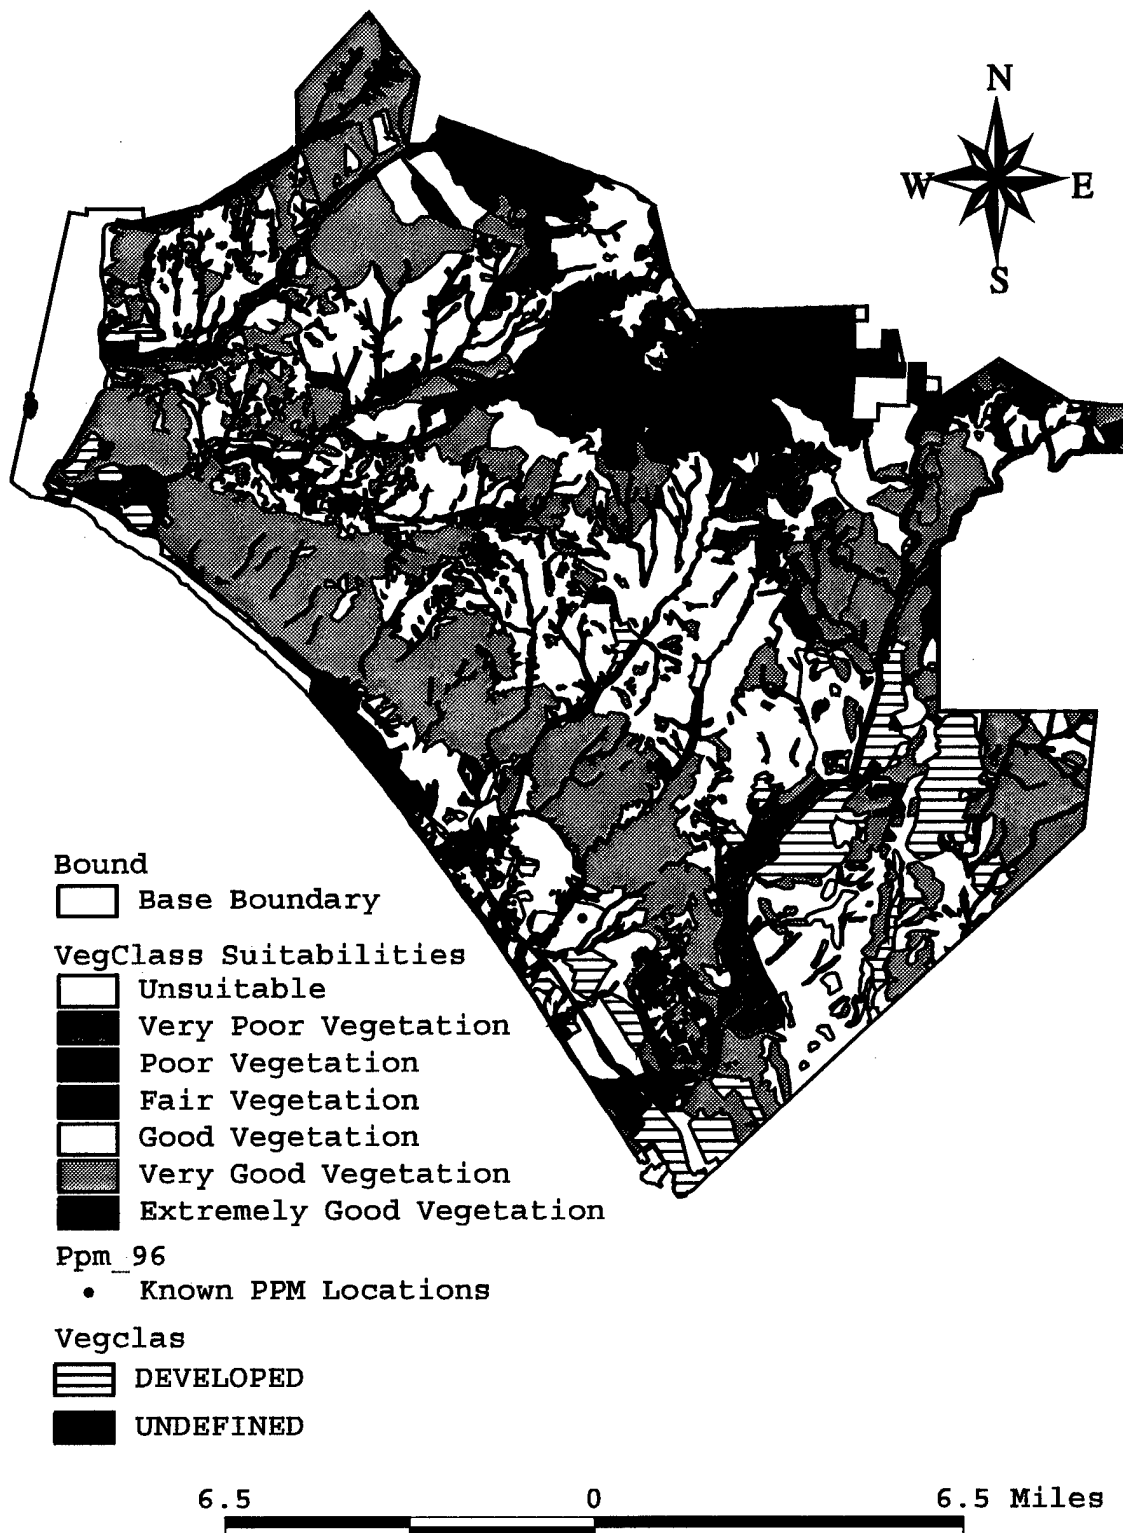 N
W E
S
Bound
Base Boundary
VegClass Suitabilities
Unsuitable
Very Poor Vegetation
Poor Vegetation
Fair Vegetation
Good Vegetation
Very Good Vegetation
Extremely Good Vegetation
Ppm_96
Known PPM Locations
Vegclas
DEVELOPED
UNDEFINED
6.5 0 6.5 Miles